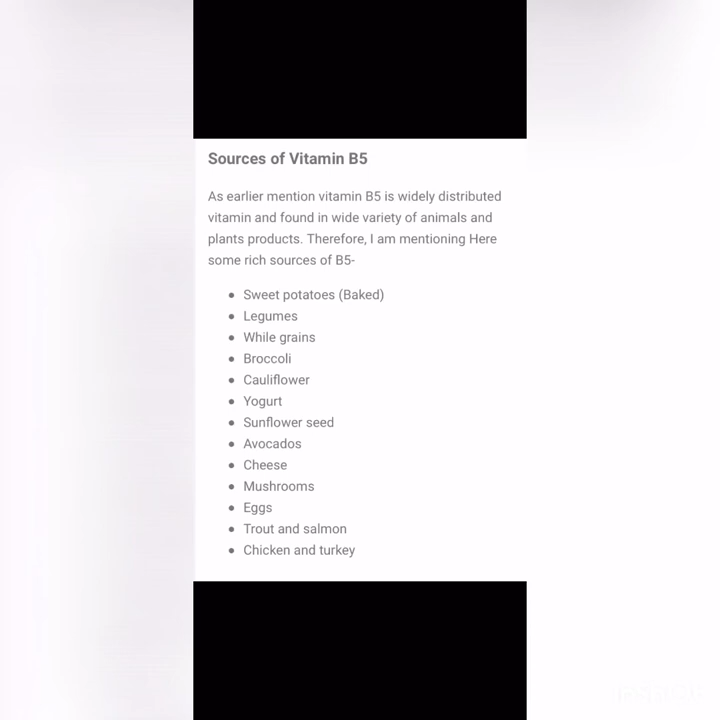 Sources of Vitamin B5
As earlier mention vitamin B5 is widely distributed
vitamin and found in wide variety of animals and
plants products. Therefore, I am mentioning Here
some rich sources of B5-
• Sweet potatoes (Baked)
• Legumes
• While grains
• Broccoli
• Cauliflower
• Yogurt
• Sunflower seed
• Avocados
• Cheese
• Mushrooms
• Eggs
• Trout and salmon
• Chicken and turkey